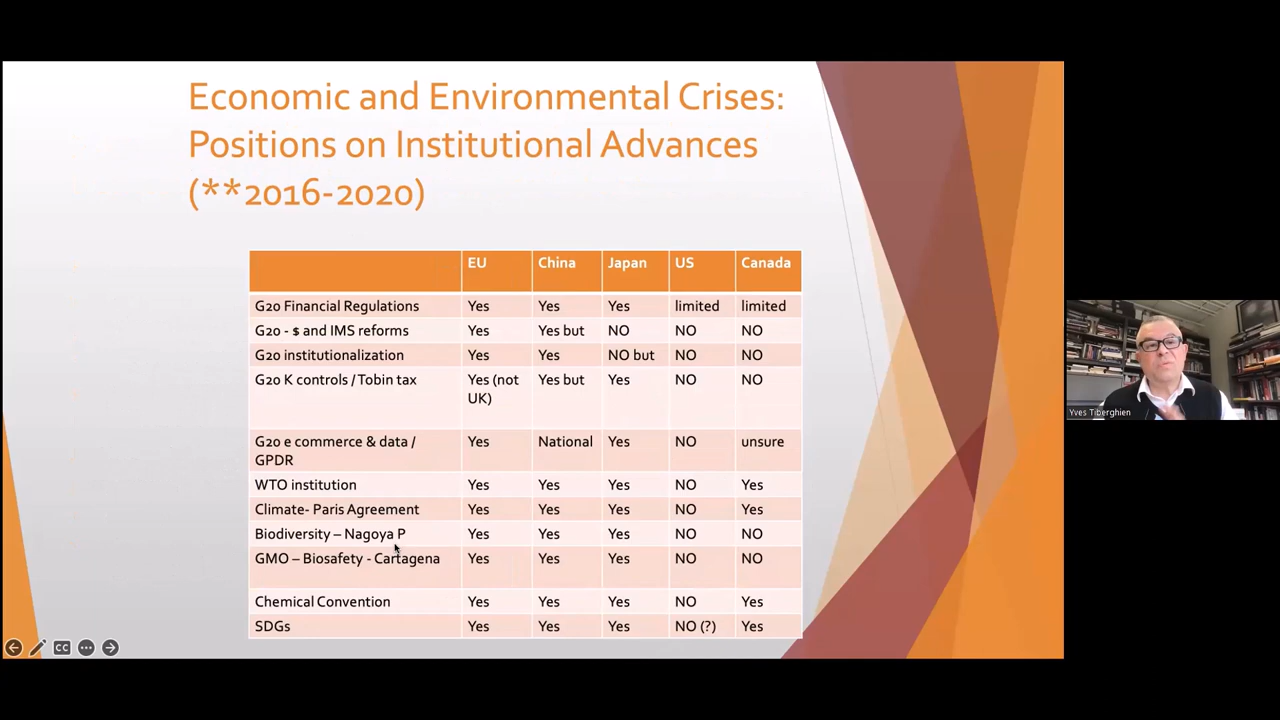 Economic and Environmental Crises:
Positions on Institutional Advances
(**2016-2020)
EU China Japan US Canada
G20 Financial Regulations Yes Yes Yes limited limited
G20 - $ and IMS reforms Yes Yes but NO NO NO
G20 institutionalization Yes Yes NO but NO NO
G20 K controls / Tobin tax Yes (not Yes but Yes NO NO
UK)
G20 e commerce & data / Yes National Yes NO unsure
GPDR
WTO institution Yes Yes Yes NO Yes
Climate- Paris Agreement Yes Yes Yes NO Yes
Biodiversity – Nagoya P Yes Yes Yes NO NO
GMO – Biosafety - Cartagena Yes Yes Yes NO NO
Chemical Convention Yes Yes Yes NO Yes
SDGs Yes Yes Yes NO (?) Yes
CC
Yves Tiberghien